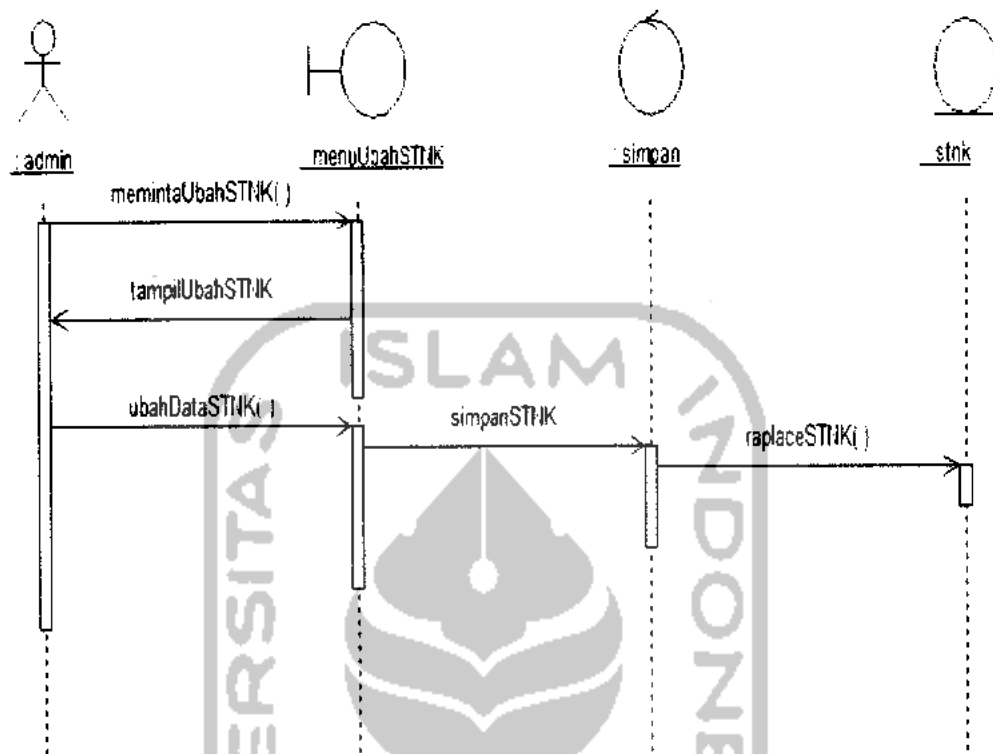 : admin
menuUbahSTNK
: simpan
stnk
memintaUbahSTNK( )
tampilUbahSTNK
ubahDataSTNK( )
simpanSTNK
raplaceSTNK( )
ISLAM